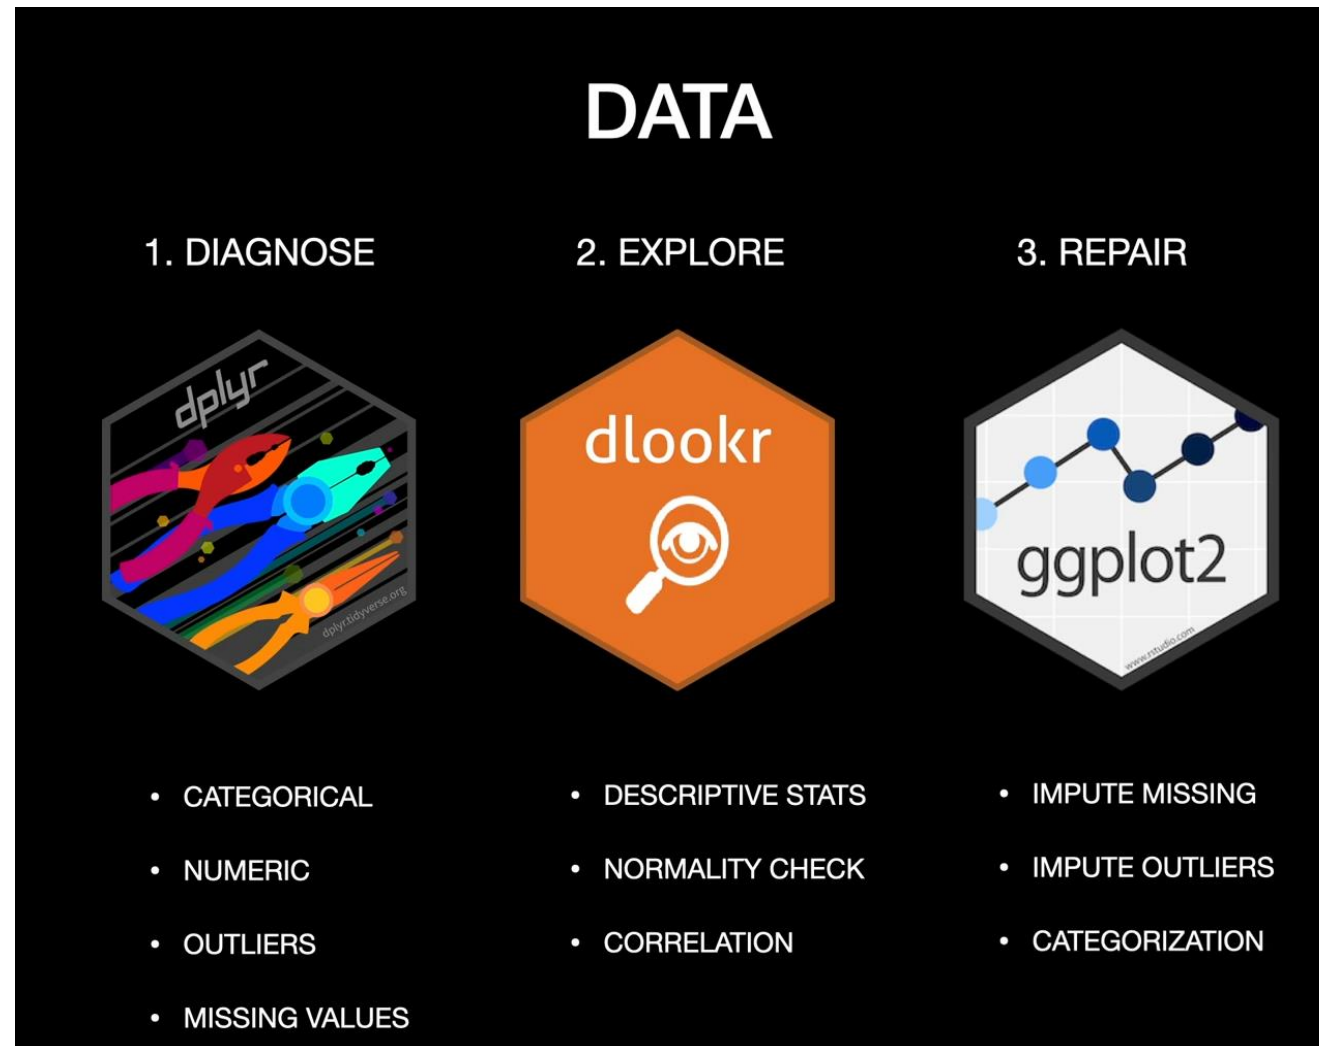 DATA
1. DIAGNOSE
dplyr
dplyr.tidyverse.org
• CATEGORICAL
• NUMERIC
• OUTLIERS
• MISSING VALUES
2. EXPLORE
dlookr
• DESCRIPTIVE STATS
• NORMALITY CHECK
• CORRELATION
3. REPAIR
ggplot2
www.rstudio.com
• IMPUTE MISSING
• IMPUTE OUTLIERS
• CATEGORIZATION